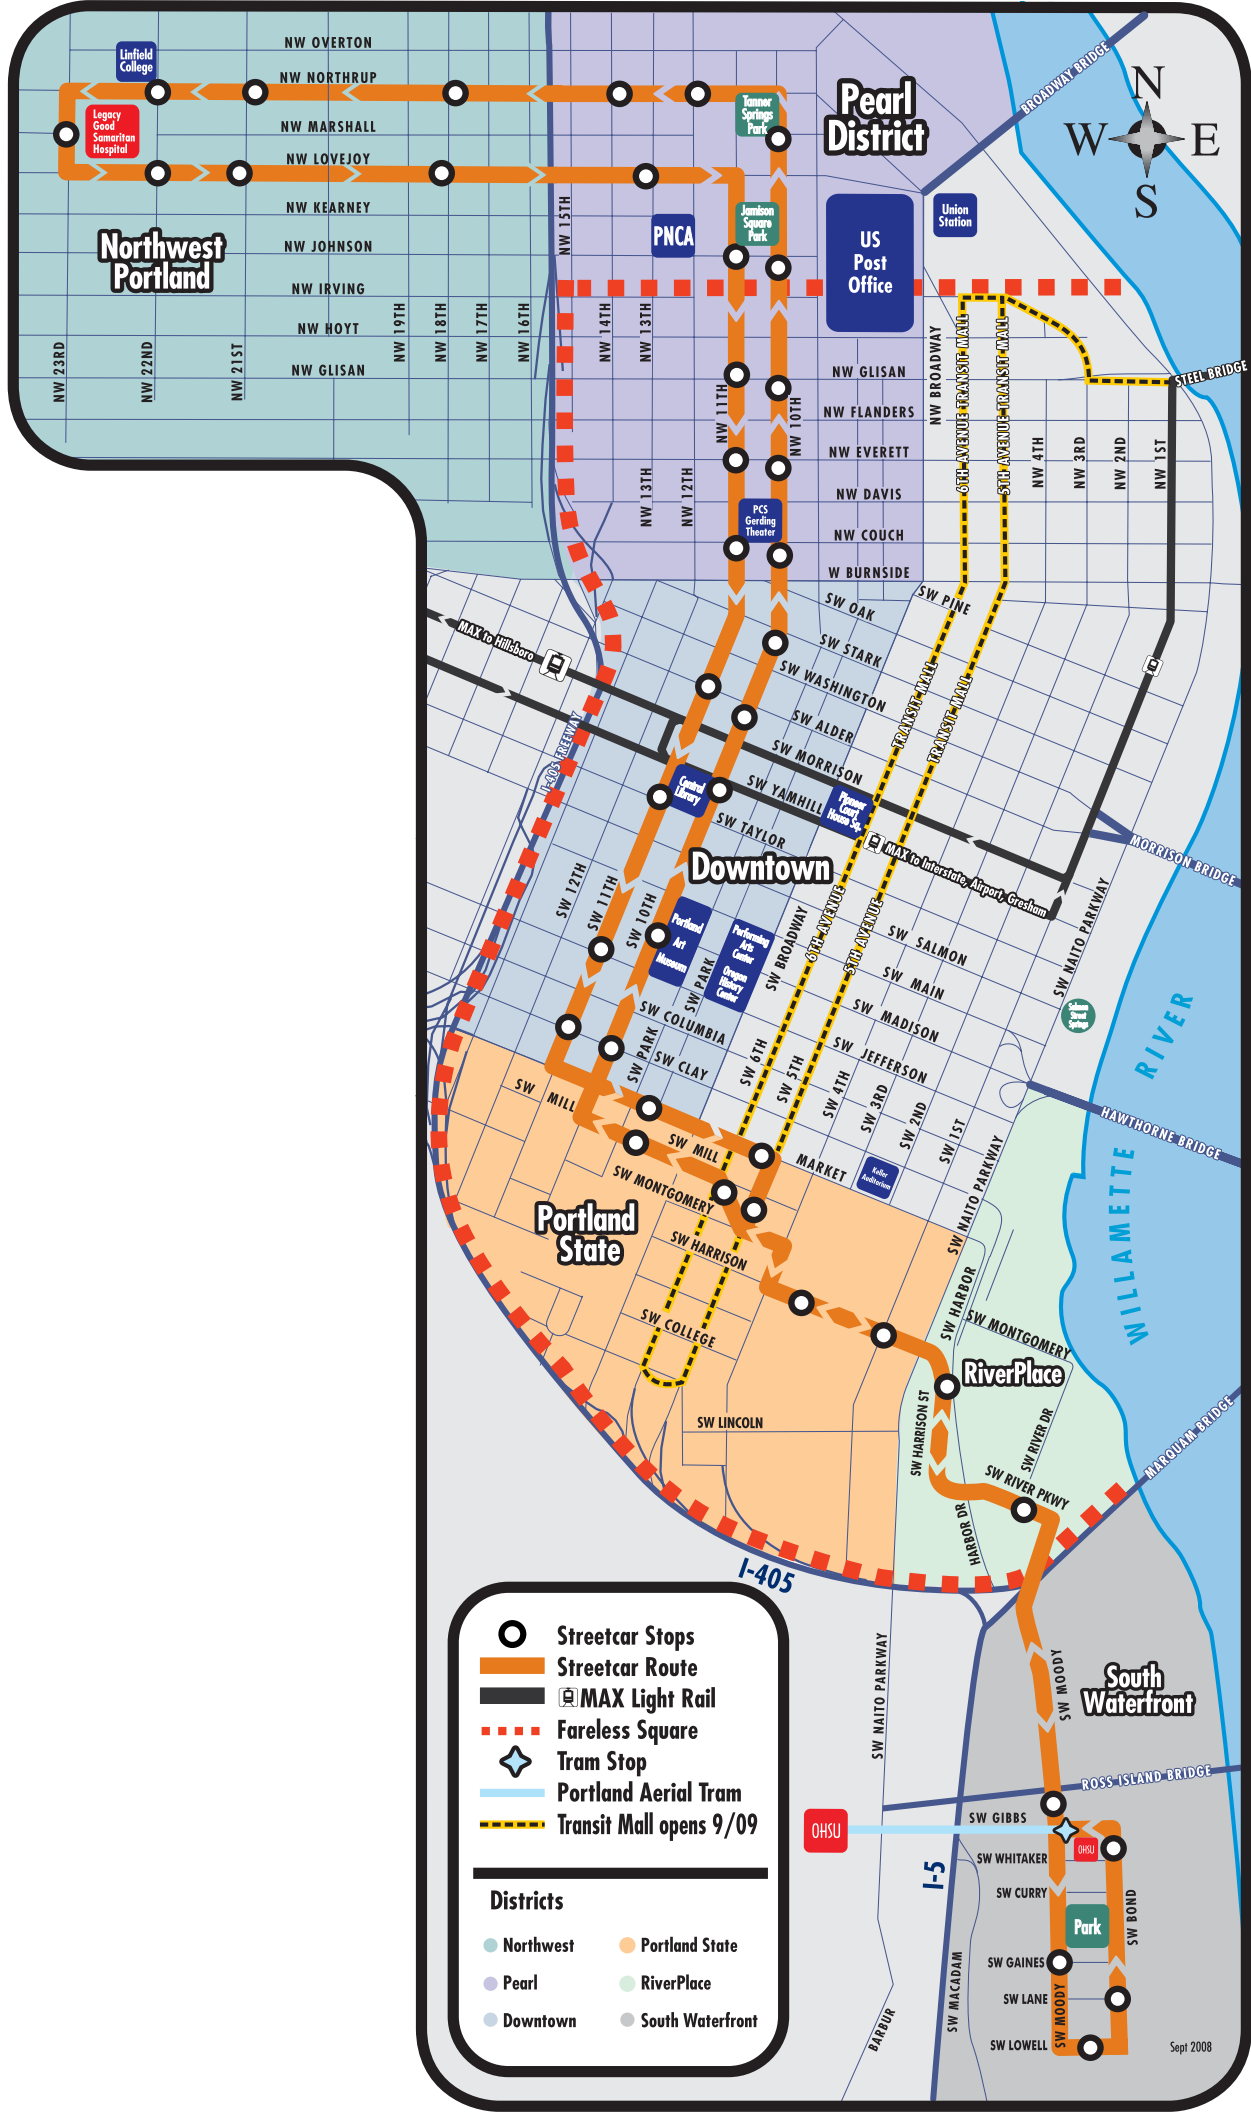 NW OVERTON
Linfield
College
NW NORTHRUP
Legacy
Good
Samaritan
Hospital
NW MARSHALL
NW LOVEJOY
NW KEARNEY
Northwest
Portland
NW JOHNSON
NW IRVING
NW HOYT
NW GLISAN
NW 23RD
NW 22ND
NW 21ST
NW 19TH
NW 18TH
NW 17TH
NW 16TH
NW 15TH
NW 14TH
NW 13TH
Tanner
Springs
Park
Pearl
District
BROADWAY BRIDGE
N
W
E
S
PNCA
Jamison
Square
Park
US
Post
Office
Union
Station
NW 11TH
NW 10TH
NW GLISAN
NW FLANDERS
NW EVERETT
NW DAVIS
NW COUCH
W BURNSIDE
NW BROADWAY
6TH AVENUE TRANSIT MALL
5TH AVENUE TRANSIT MALL
NW 4TH
NW 3RD
NW 2ND
NW 1ST
STEEL BRIDGE
NW 13TH
NW 12TH
PCS
Gerding
Theater
SW PINE
SW OAK
SW STARK
SW WASHINGTON
SW ALDER
SW MORRISON
SW YAMHILL
SW TAYLOR
MAX to Hillsboro
I-405 FREEWAY
TRANSIT MALL
TRANSIT MALL
Central
Library
Pioneer
Court
House Sq.
MAX to Interstate, Airport, Gresham
MORRISON BRIDGE
Downtown
SW 12TH
SW 11TH
SW 10TH
Portland
Art
Museum
Performing
Arts
Center
Oregon
History
Center
SW PARK
SW BROADWAY
6TH AVENUE
5TH AVENUE
SW SALMON
SW MAIN
SW MADISON
SW JEFFERSON
SW NAITO PARKWAY
Salmon
Street
Springs
SW COLUMBIA
SW CLAY
SW PARK
SW 6TH
SW 5TH
SW 4TH
SW 3RD
SW 2ND
SW 1ST
WILLAMETTE RIVER
HAWTHORNE BRIDGE
SW MILL
SW MILL
MARKET
Keller
Auditorium
SW NAITO PARKWAY
SW MONTGOMERY
Portland
State
SW HARRISON
SW COLLEGE
SW LINCOLN
SW HARBOR
SW MONTGOMERY
RiverPlace
SW HARRISON ST
SW RIVER DR
SW RIVER PKWY
HARBOR DR
MARQUAM BRIDGE
I-405
SW NAITO PARKWAY
SW MOODY
South
Waterfront
ROSS ISLAND BRIDGE
OHSU
SW GIBBS
OHSU
SW WHITAKER
SW CURRY
I-5
Park
SW BOND
SW GAINES
SW LANE
SW MOODY
SW LOWELL
SW MACADAM
BARBUR
Sept 2008
Streetcar Stops
Streetcar Route
MAX Light Rail
Fareless Square
Tram Stop
Portland Aerial Tram
Transit Mall opens 9/09
Districts
Northwest
Portland State
Pearl
RiverPlace
Downtown
South Waterfront